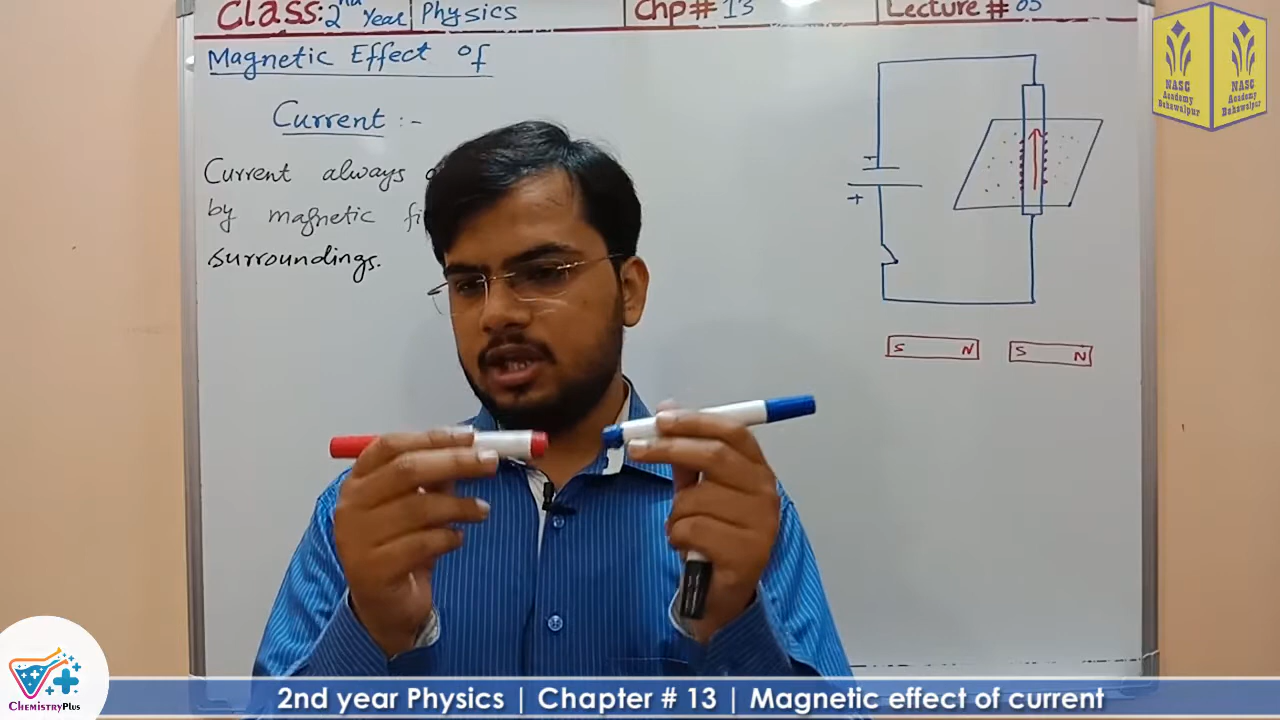 Class: 2nd Year Physics Chp# 13 Lecture # 05
Magnetic Effect of
Current :-
Current always
by magnetic fi
surroundings.
-
+
S N S N
NASC
Academy
Bahawalpur
NASC
Academy
Bahawalpur
ChemistryPlus
2nd year Physics | Chapter # 13 | Magnetic effect of current